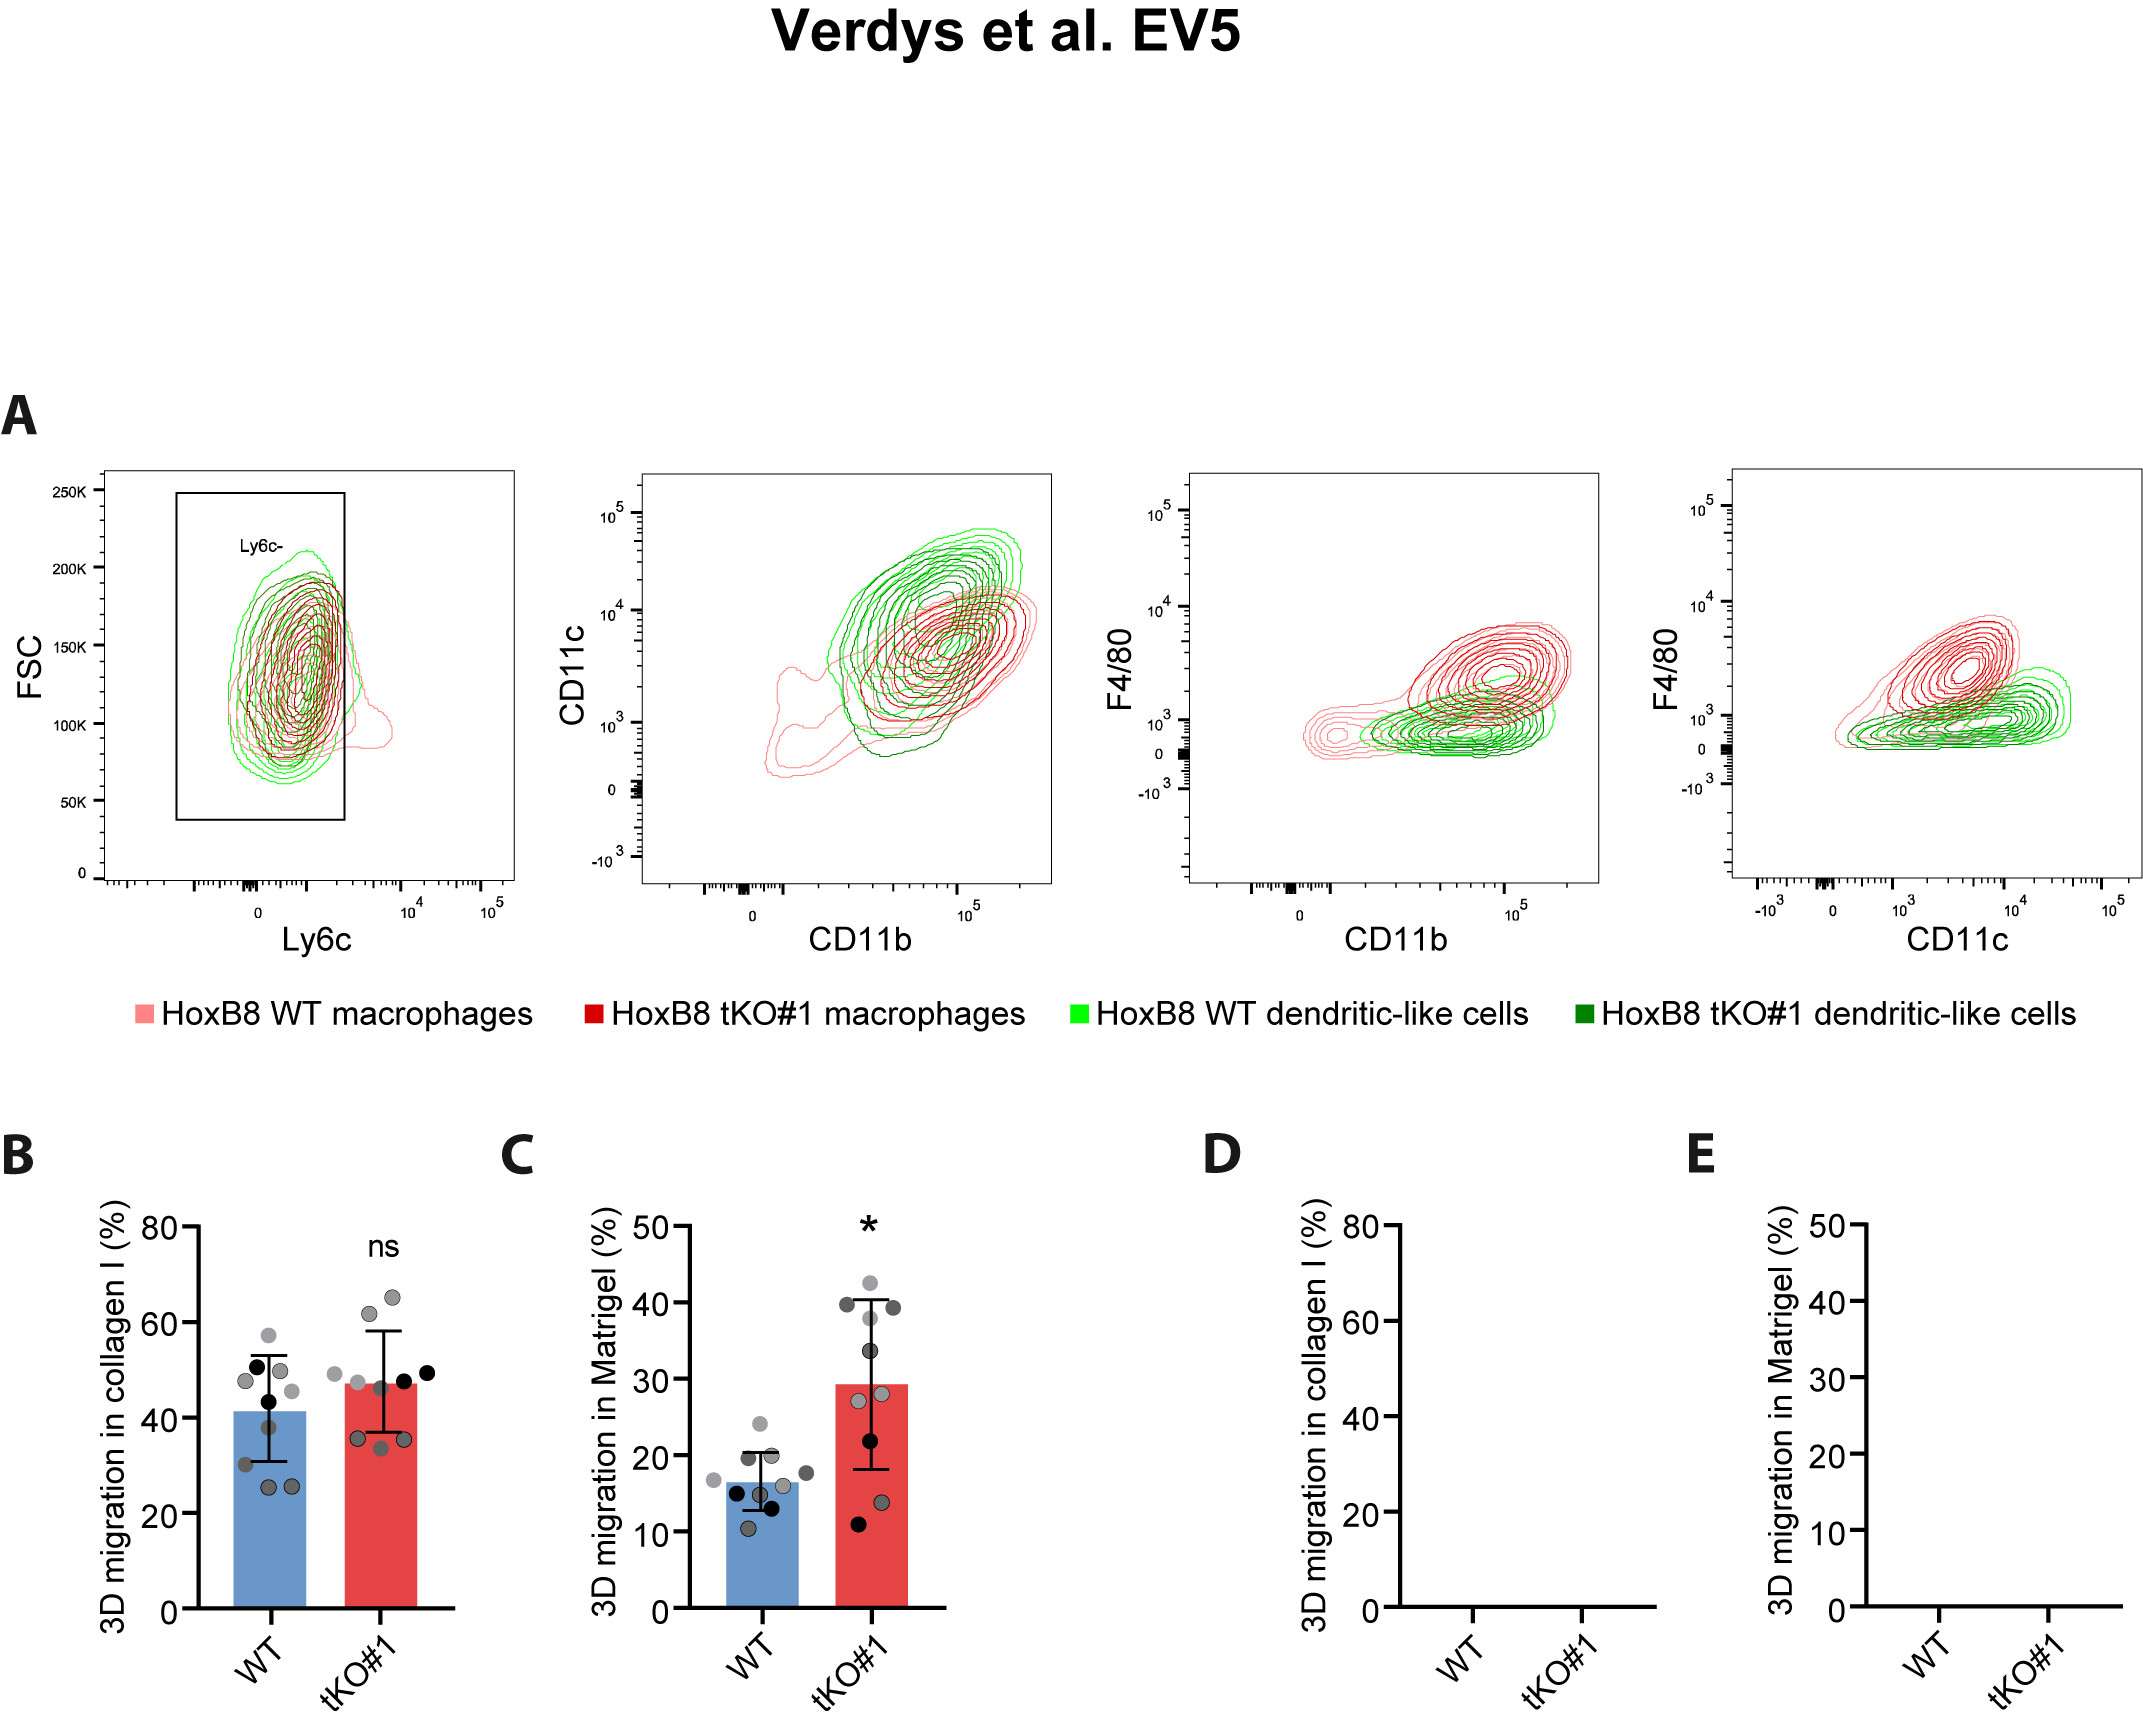 Verdys et al. EV5
A
250K
200K
150K
100K
50K
0
FSC
Ly6c-
0
10^4
10^5
Ly6c
10^5
10^4
10^3
0
-10^3
CD11c
0
10^5
CD11b
10^5
10^4
10^3
0
-10^3
F4/80
0
10^5
CD11b
10^5
10^4
10^3
0
-10^3
F4/80
-10^3
0
10^3
10^4
10^5
CD11c
HoxB8 WT macrophages
HoxB8 tKO#1 macrophages
HoxB8 WT dendritic-like cells
HoxB8 tKO#1 dendritic-like cells
B
3D migration in collagen I (%)
80
60
40
20
0
ns
WT
tKO#1
C
3D migration in Matrigel (%)
50
40
30
20
10
0
*
WT
tKO#1
D
3D migration in collagen I (%)
80
60
40
20
0
WT
tKO#1
E
3D migration in Matrigel (%)
50
40
30
20
10
0
WT
tKO#1